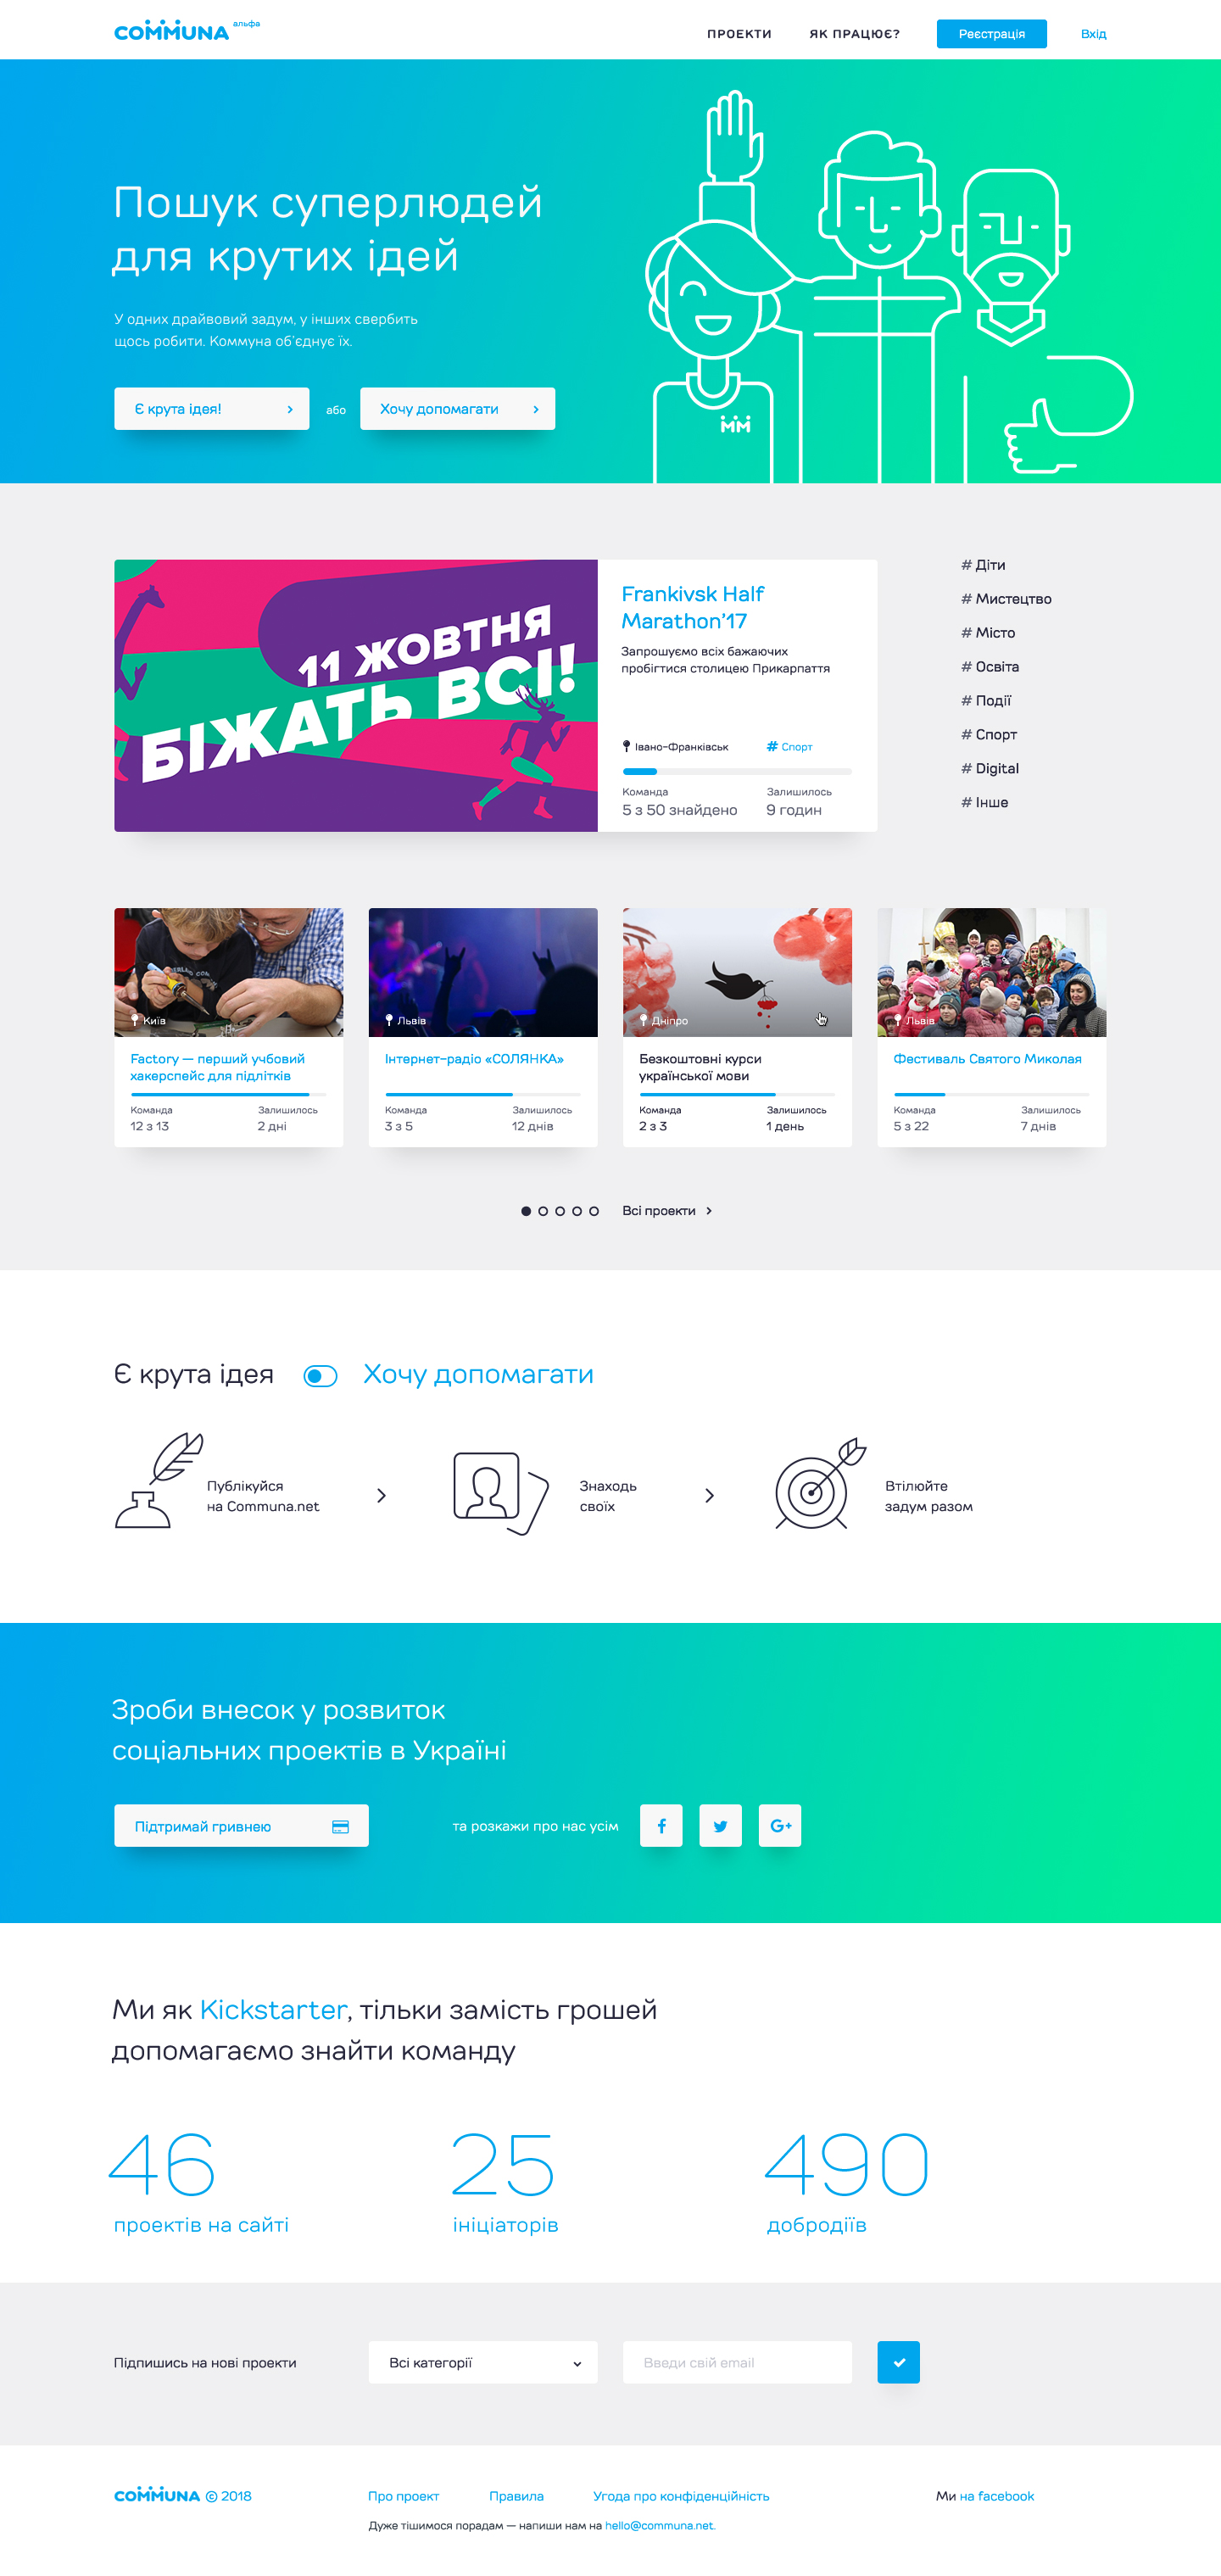 COMMUNA альфа
ПРОЕКТИ
ЯК ПРАЦЮЄ?
Реєстрація
Вхід
Пошук суперлюдей
для крутих ідей
У одних драйвовий задум, у інших свербить
щось робити. Коммуна об'єднує їх.
Є крута ідея!
або
Хочу допомагати
11 ЖОВТНЯ
БІЖАТЬ ВСІ!
Frankivsk Half
Marathon’17
Запрошуємо всіх бажаючих
пробігтися столицею Прикарпаття
Івано-Франківськ
# Спорт
Команда
Залишилось
5 з 50 знайдено
9 годин
# Діти
# Мистецтво
# Місто
# Освіта
# Події
# Спорт
# Digital
# Інше
Київ
Factory — перший учбовий
хакерспейс для підлітків
Команда
Залишилось
12 з 13
2 дні
Львів
Інтернет-радіо «СОЛЯНКА»
Команда
Залишилось
3 з 5
12 днів
Дніпро
Безкоштовні курси
української мови
Команда
Залишилось
2 з 3
1 день
Львів
Фестиваль Святого Миколая
Команда
Залишилось
5 з 22
7 днів
Всі проекти
Є крута ідея
Хочу допомагати
Публікуйся
на Communa.net
Знаходь
своїх
Втілюйте
задум разом
Зроби внесок у розвиток
соціальних проектів в Україні
Підтримай гривнею
та розкажи про нас усім
Ми як Kickstarter, тільки замість грошей
допомагаємо знайти команду
46
25
490
проектів на сайті
ініціаторів
добродіїв
Підпишись на нові проекти
Всі категорії
Введи свій email
COMMUNA © 2018
Про проект
Правила
Угода про конфіденційність
Ми на facebook
Дуже тішимося порадам — напиши нам на hello@communa.net.